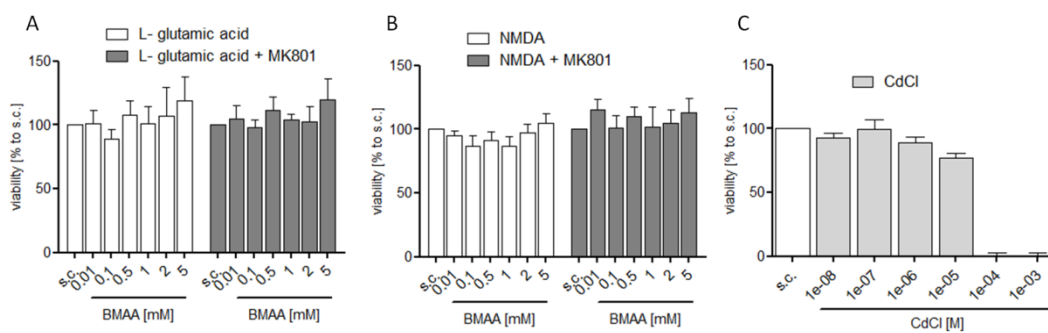 A
L- glutamic acid
L- glutamic acid + MK801
viability [% to s.c.]
150
100
50
0
s.c.
0.01
0.1
0.5
1
2
5
s.c.
0.01
0.1
0.5
1
2
5
BMAA [mM]
BMAA [mM]
B
NMDA
NMDA + MK801
viability [% to s.c.]
150
100
50
0
s.c.
0.01
0.1
0.5
1
2
5
s.c.
0.01
0.1
0.5
1
2
5
BMAA [mM]
BMAA [mM]
C
CdCl
viability [% to s.c.]
150
100
50
0
s.c.
1e-08
1e-07
1e-06
1e-05
1e-04
1e-03
CdCl [M]